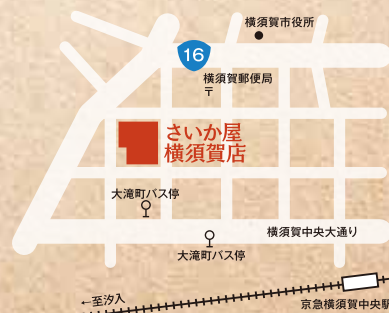 横須賀市役所
16
横須賀郵便局
〒
さいか屋
横須賀店
大滝町バス停
横須賀中央大通り
大滝町バス停
←至汐入
京急横須賀中央駅